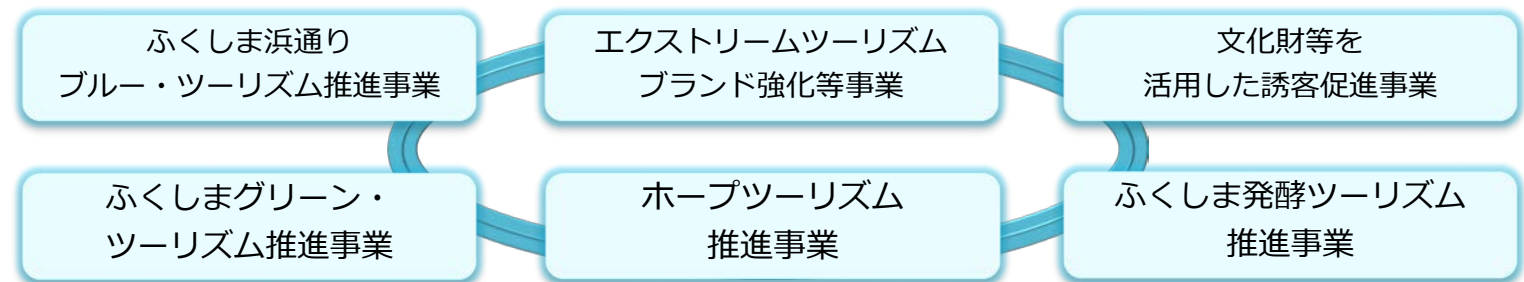 ふくしま浜通り
ブルー・ツーリズム推進事業
エクストリームツーリズム
ブランド強化等事業
文化財等を
活用した誘客促進事業
ふくしまグリーン・
ツーリズム推進事業
ホープツーリズム
推進事業
ふくしま発酵ツーリズム
推進事業